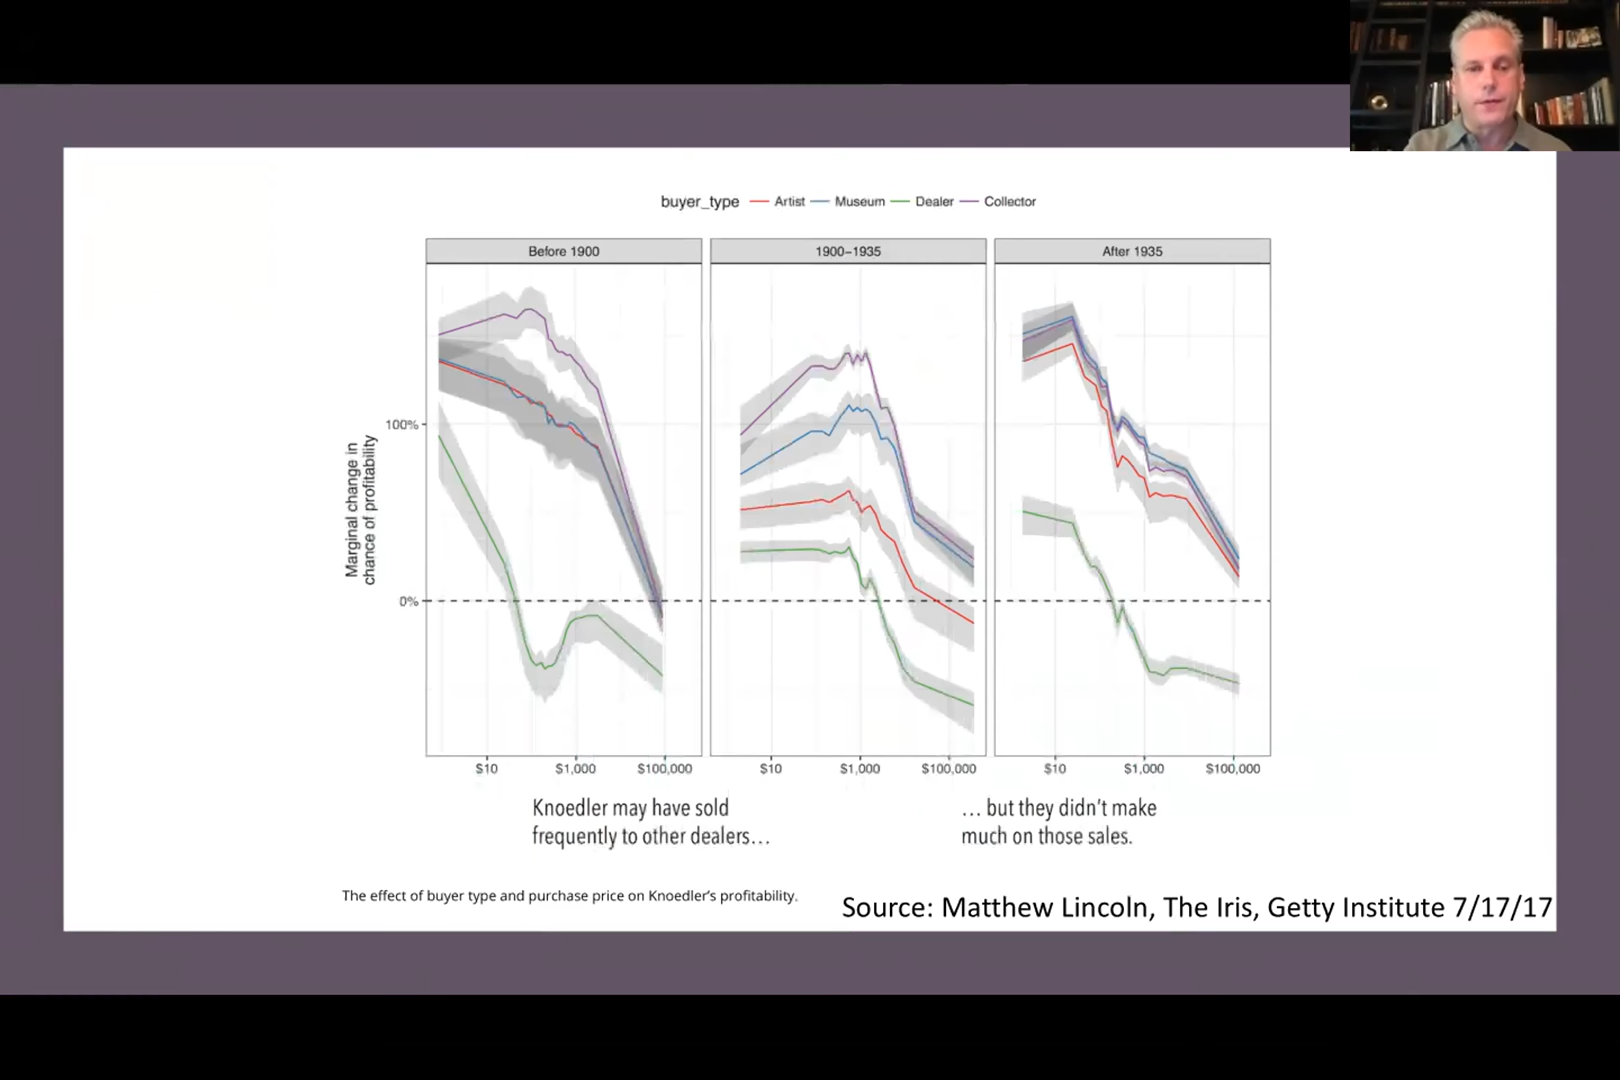 buyer_type Artist Museum Dealer Collector
Before 1900
1900–1935
After 1935
Marginal change in
chance of profitability
100%
0%
$10 $1,000 $100,000
$10 $1,000 $100,000
$10 $1,000 $100,000
Knoedler may have sold
frequently to other dealers…
… but they didn’t make
much on those sales.
The effect of buyer type and purchase price on Knoedler’s profitability.
Source: Matthew Lincoln, The Iris, Getty Institute 7/17/17